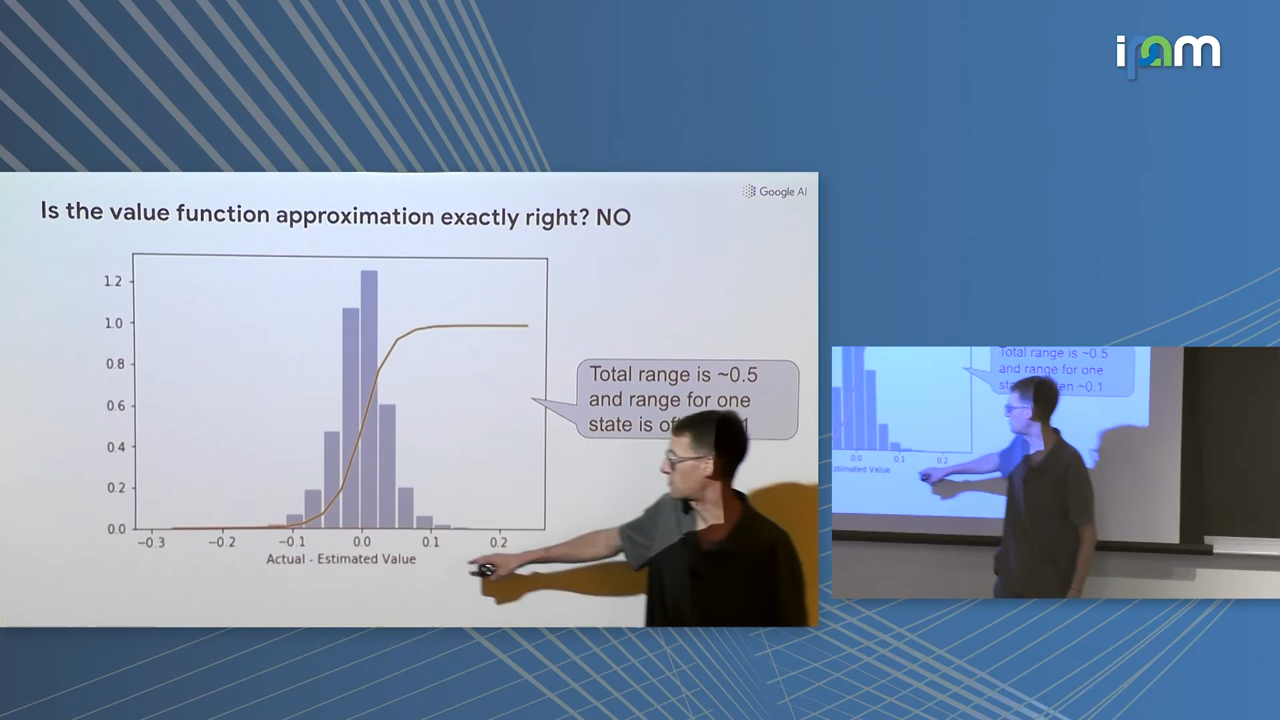 ipam
Google AI
Is the value function approximation exactly right? NO
1.2
1.0
0.8
0.6
0.4
0.2
0.0
−0.3 −0.2 −0.1 0.0 0.1 0.2
Actual - Estimated Value
Total range is ~0.5
and range for one
state is
Total range is ~0.5
and range for one
~0.1
0.0 0.1 0.2
stimated Value